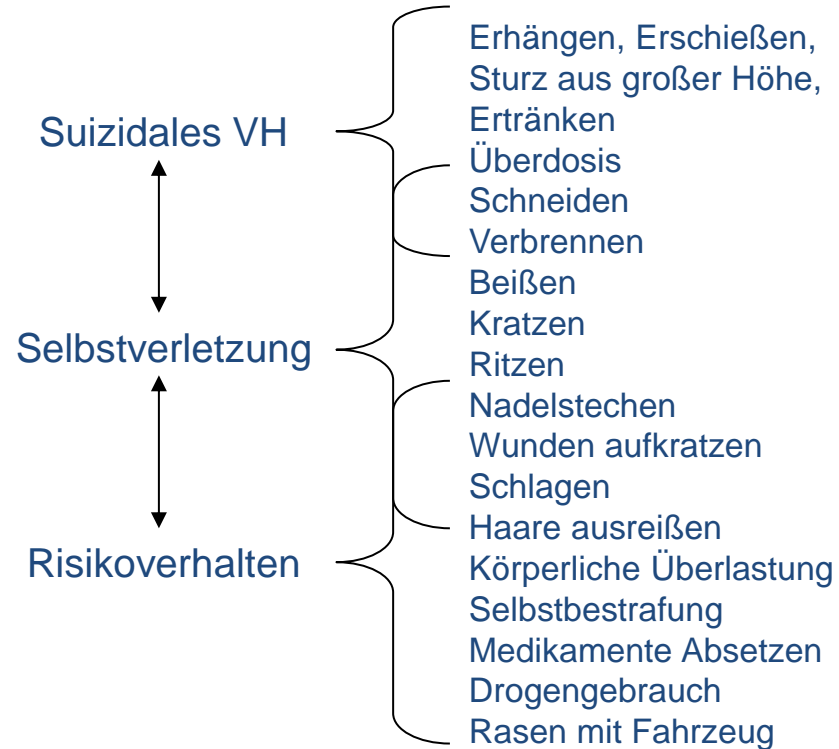 Suizidales VH
Selbstverletzung
Risikoverhalten
Erhängen, Erschießen,
Sturz aus großer Höhe,
Ertränken
Überdosis
Schneiden
Verbrennen
Beißen
Kratzen
Ritzen
Nadelstechen
Wunden aufkratzen
Schlagen
Haare ausreißen
Körperliche Überlastung
Selbstbestrafung
Medikamente Absetzen
Drogengebrauch
Rasen mit Fahrzeug